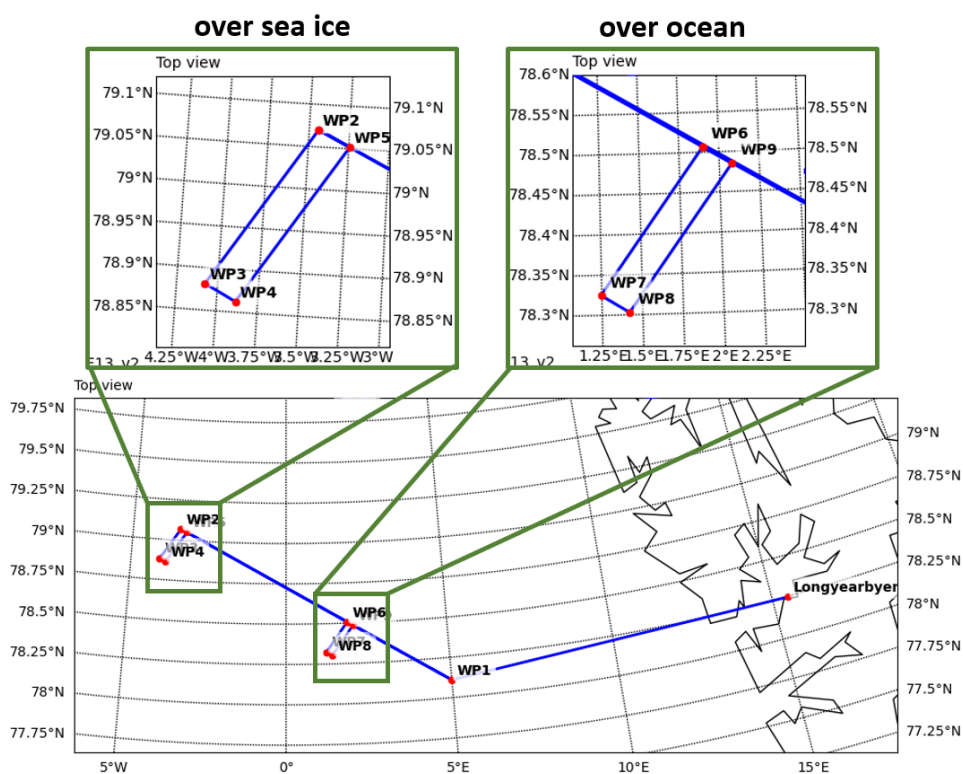 over sea ice
over ocean
Top view
79.1°N
79.05°N
79°N
78.95°N
78.9°N
78.85°N
WP2
WP5
WP3
WP4
79.1°N
79.05°N
79°N
78.95°N
78.9°N
78.85°N
4.25°W 4°W 3.75°W 3.5°W 3.25°W 3°W
Top view
78.6°N
78.55°N
78.5°N
78.45°N
78.4°N
78.35°N
78.3°N
WP6
WP9
WP7
WP8
78.55°N
78.5°N
78.45°N
78.4°N
78.35°N
78.3°N
13_v2
1.25°E 1.5°E 1.75°E 2°E 2.25°E
Top view
79.75°N
79.5°N
79.25°N
79°N
78.75°N
78.5°N
78.25°N
78°N
77.75°N
WP2
WP4
WP6
WP7
WP8
WP1
Longyearbyer
79°N
78.75°N
78.5°N
78.25°N
78°N
77.75°N
77.5°N
77.25°N
5°W 0° 5°E 10°E 15°E